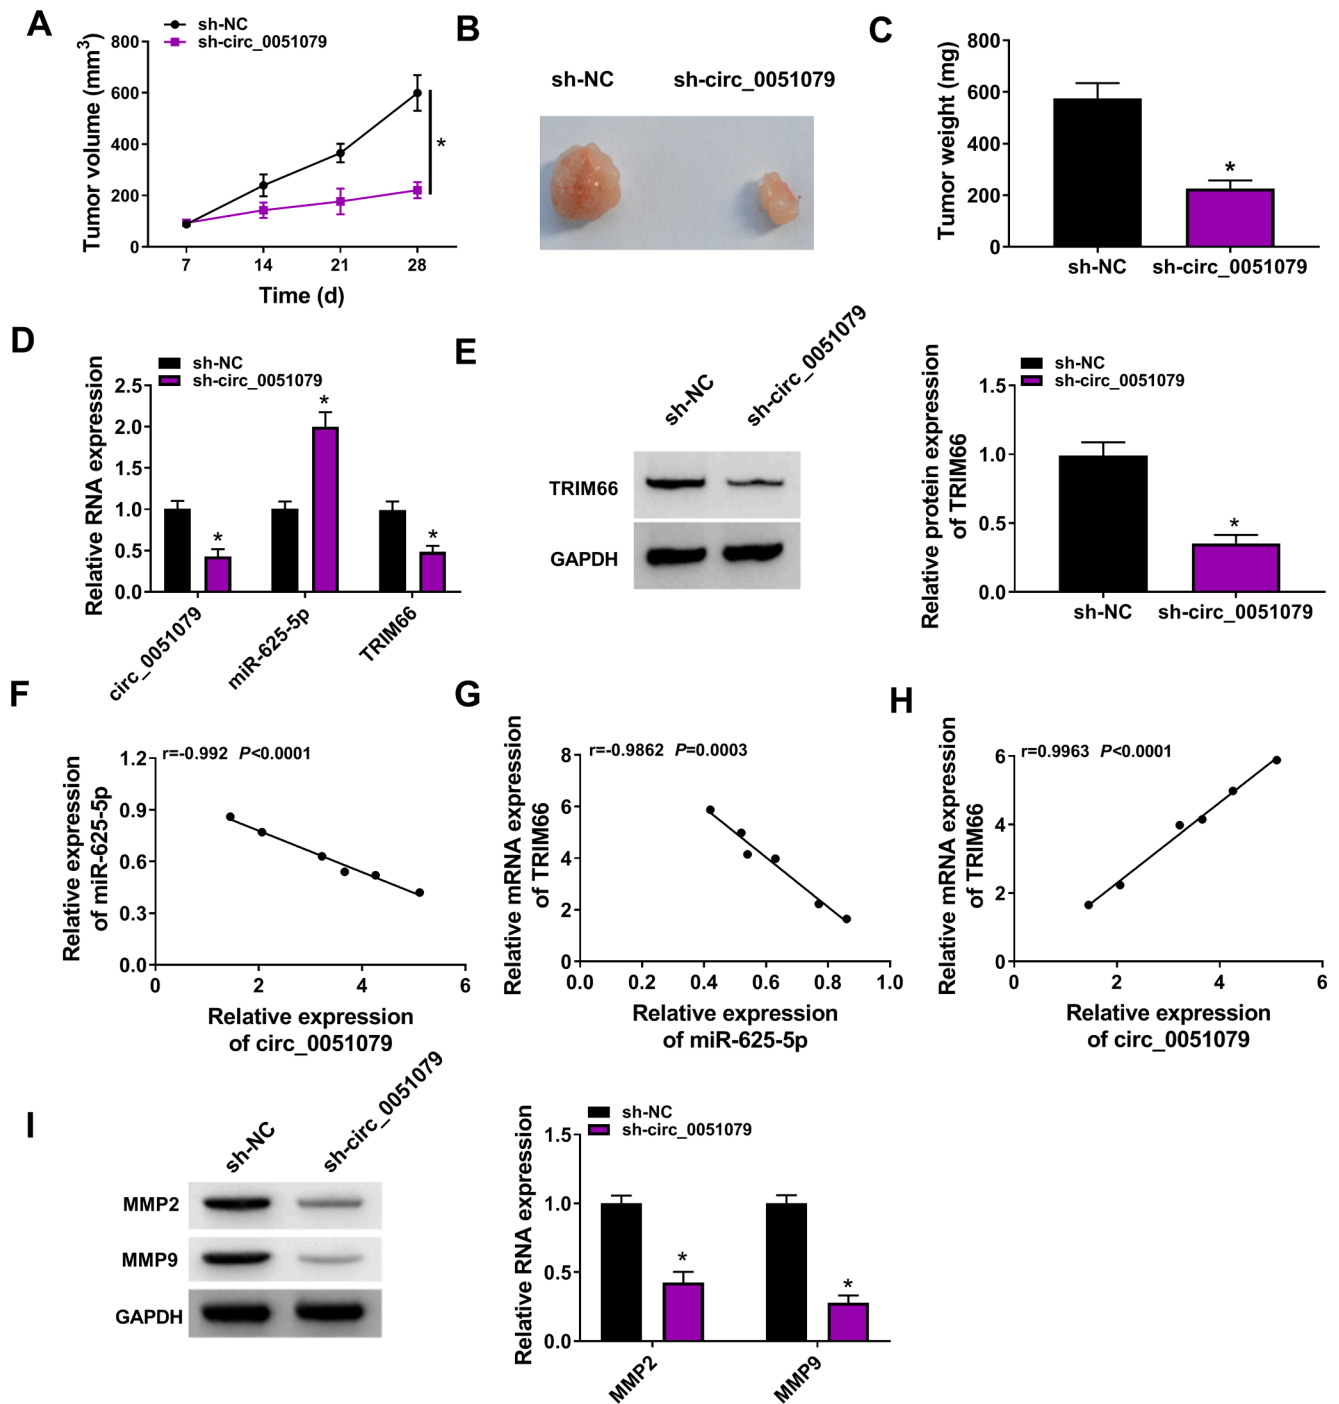 A
sh-NC
sh-circ_0051079
Tumor volume (mm3)
800
600
400
200
0
7 14 21 28
Time (d)
*
B
sh-NC sh-circ_0051079
C
Tumor weight (mg)
800
600
400
200
0
*
sh-NC sh-circ_0051079
D
sh-NC
sh-circ_0051079
Relative RNA expression
2.5
2.0
1.5
1.0
0.5
0.0
* * *
circ_0051079 miR-625-5p TRIM66
E
sh-NC sh-circ_0051079
TRIM66
GAPDH
sh-NC
sh-circ_0051079
Relative protein expression
of TRIM66
1.5
1.0
0.5
0.0
*
sh-NC sh-circ_0051079
F
r=-0.992 P<0.0001
Relative expression
of miR-625-5p
1.2
0.9
0.6
0.3
0.0
0 2 4 6
Relative expression
of circ_0051079
G
r=-0.9862 P=0.0003
Relative mRNA expression
of TRIM66
8
6
4
2
0
0.0 0.2 0.4 0.6 0.8 1.0
Relative expression
of miR-625-5p
H
r=0.9963 P<0.0001
Relative mRNA expression
of TRIM66
6
4
2
0
0 2 4 6
Relative expression
of circ_0051079
I
sh-NC sh-circ_0051079
MMP2
MMP9
GAPDH
sh-NC
sh-circ_0051079
Relative RNA expression
1.5
1.0
0.5
0.0
* *
MMP2 MMP9